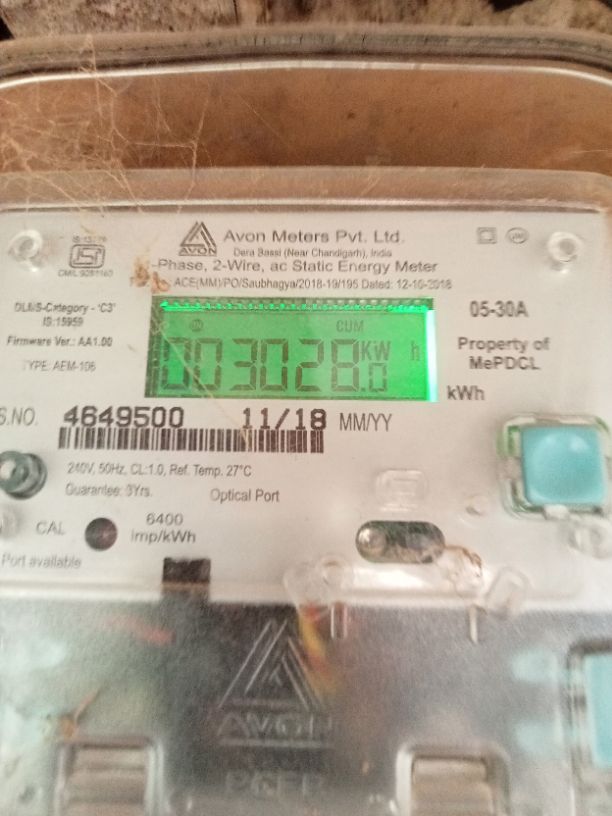 AVON
Avon Meters Pvt. Ltd.
Dera Bassi (Near Chandigarh), India
-Phase, 2-Wire, ac Static Energy Meter
ACE(MM)/PO/Saubhagya/2018-19/195 Dated: 12-10-2018
DLMS-Category - 'C3'
IS:15959
Firmware Ver.: AA1.00
TYPE: AEM-106
CUM
003028.0 KW h
kWh
05-30A
Property of
MePDCL
S.NO. 4649500 11/18 MM/YY
240V, 50Hz, CL:1.0, Ref. Temp. 27°C
Guarantee: 3Yrs. Optical Port
CAL
6400
Imp/kWh
Port available
AVON